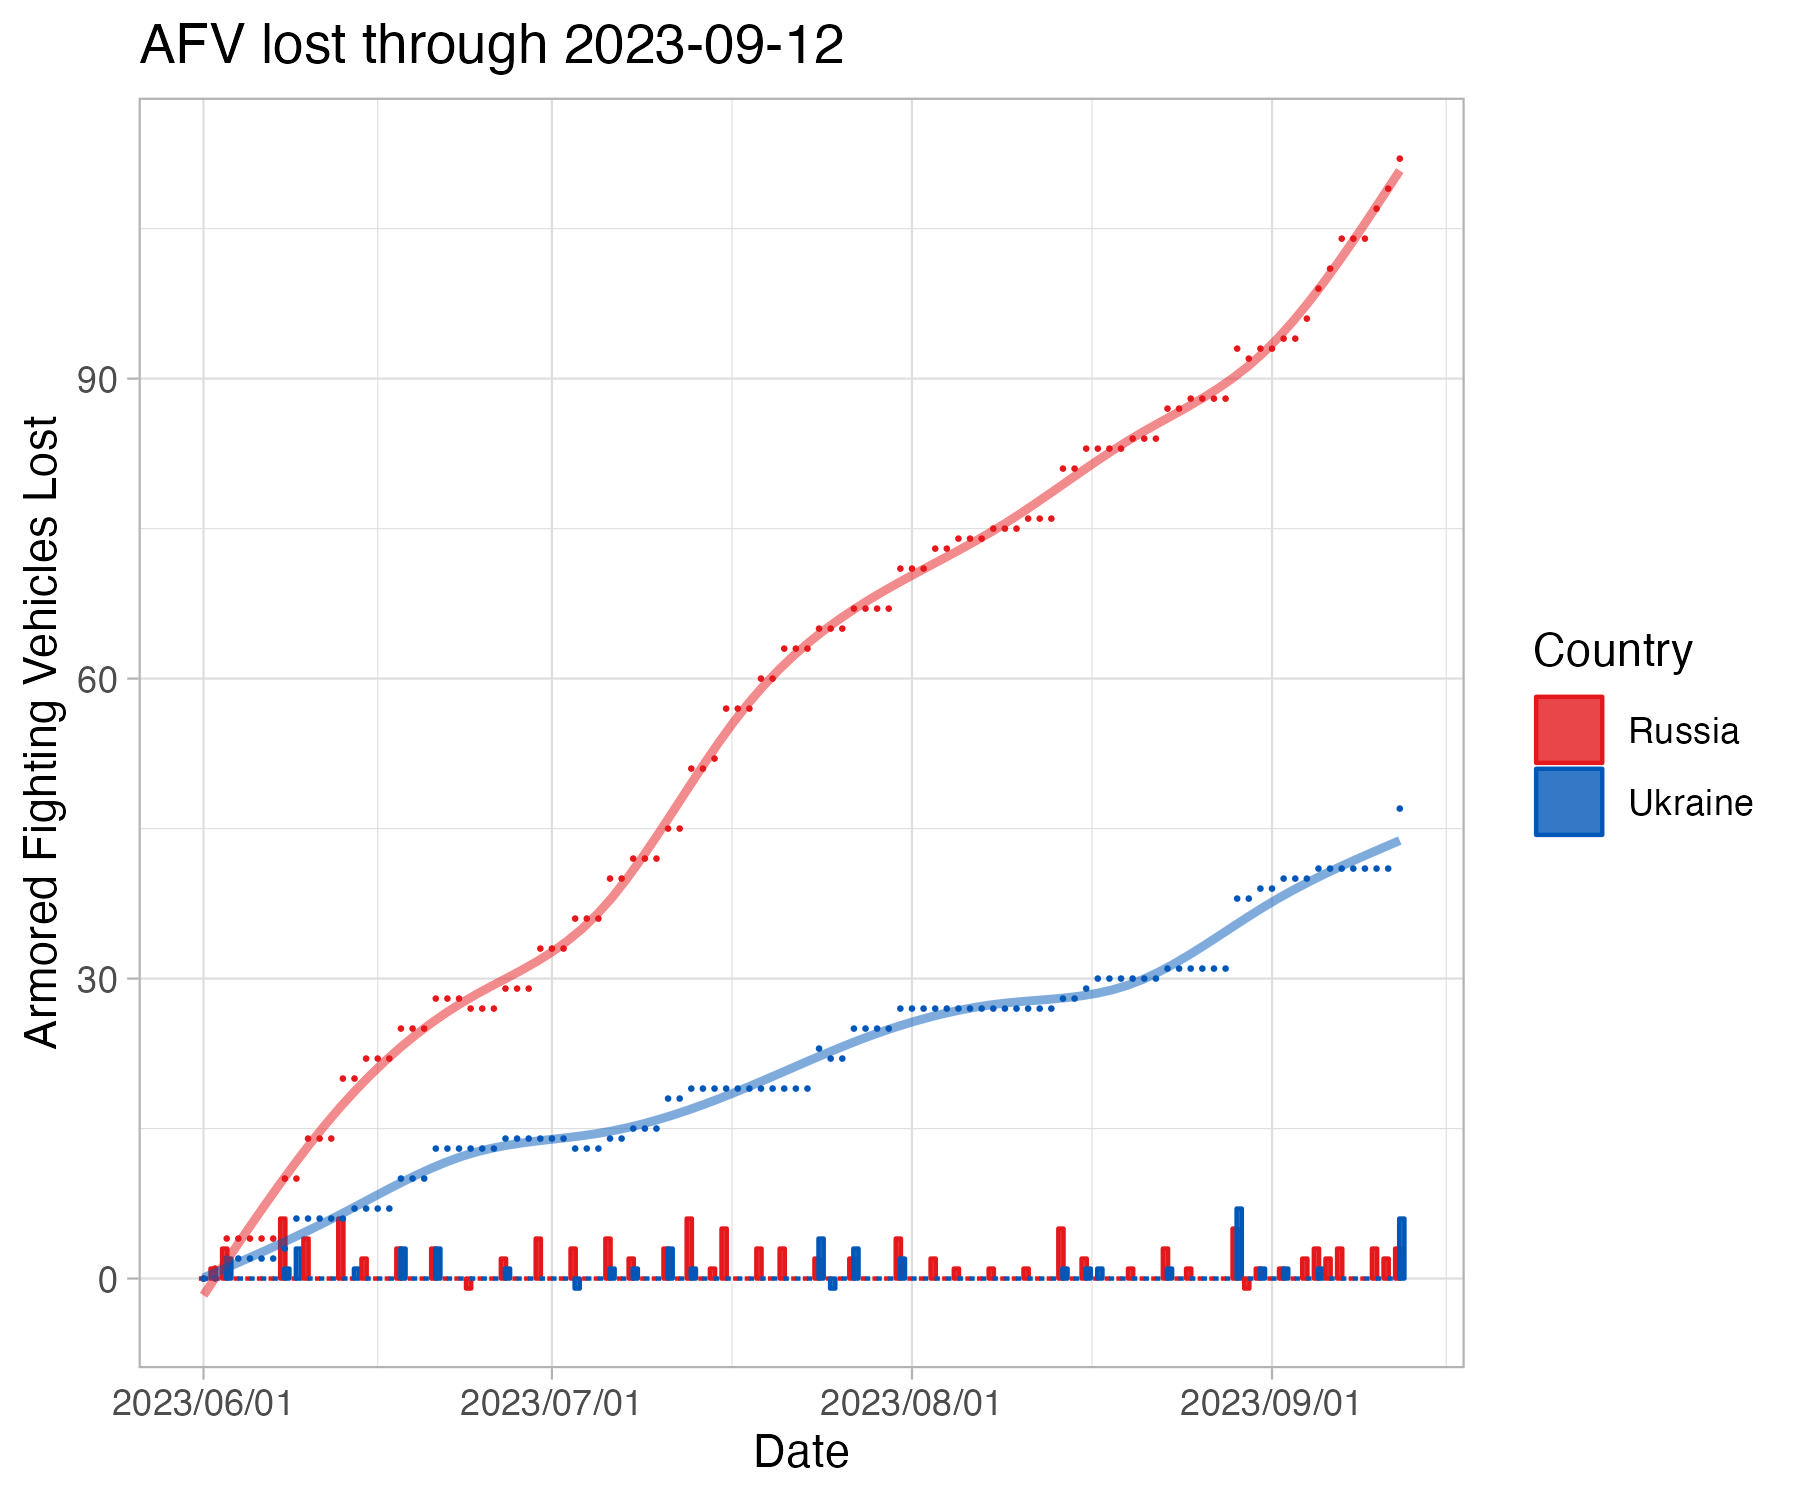 AFV lost through 2023-09-12
Armored Fighting Vehicles Lost
90
60
30
0
2023/06/01
2023/07/01
2023/08/01
2023/09/01
Date
Country
Russia
Ukraine